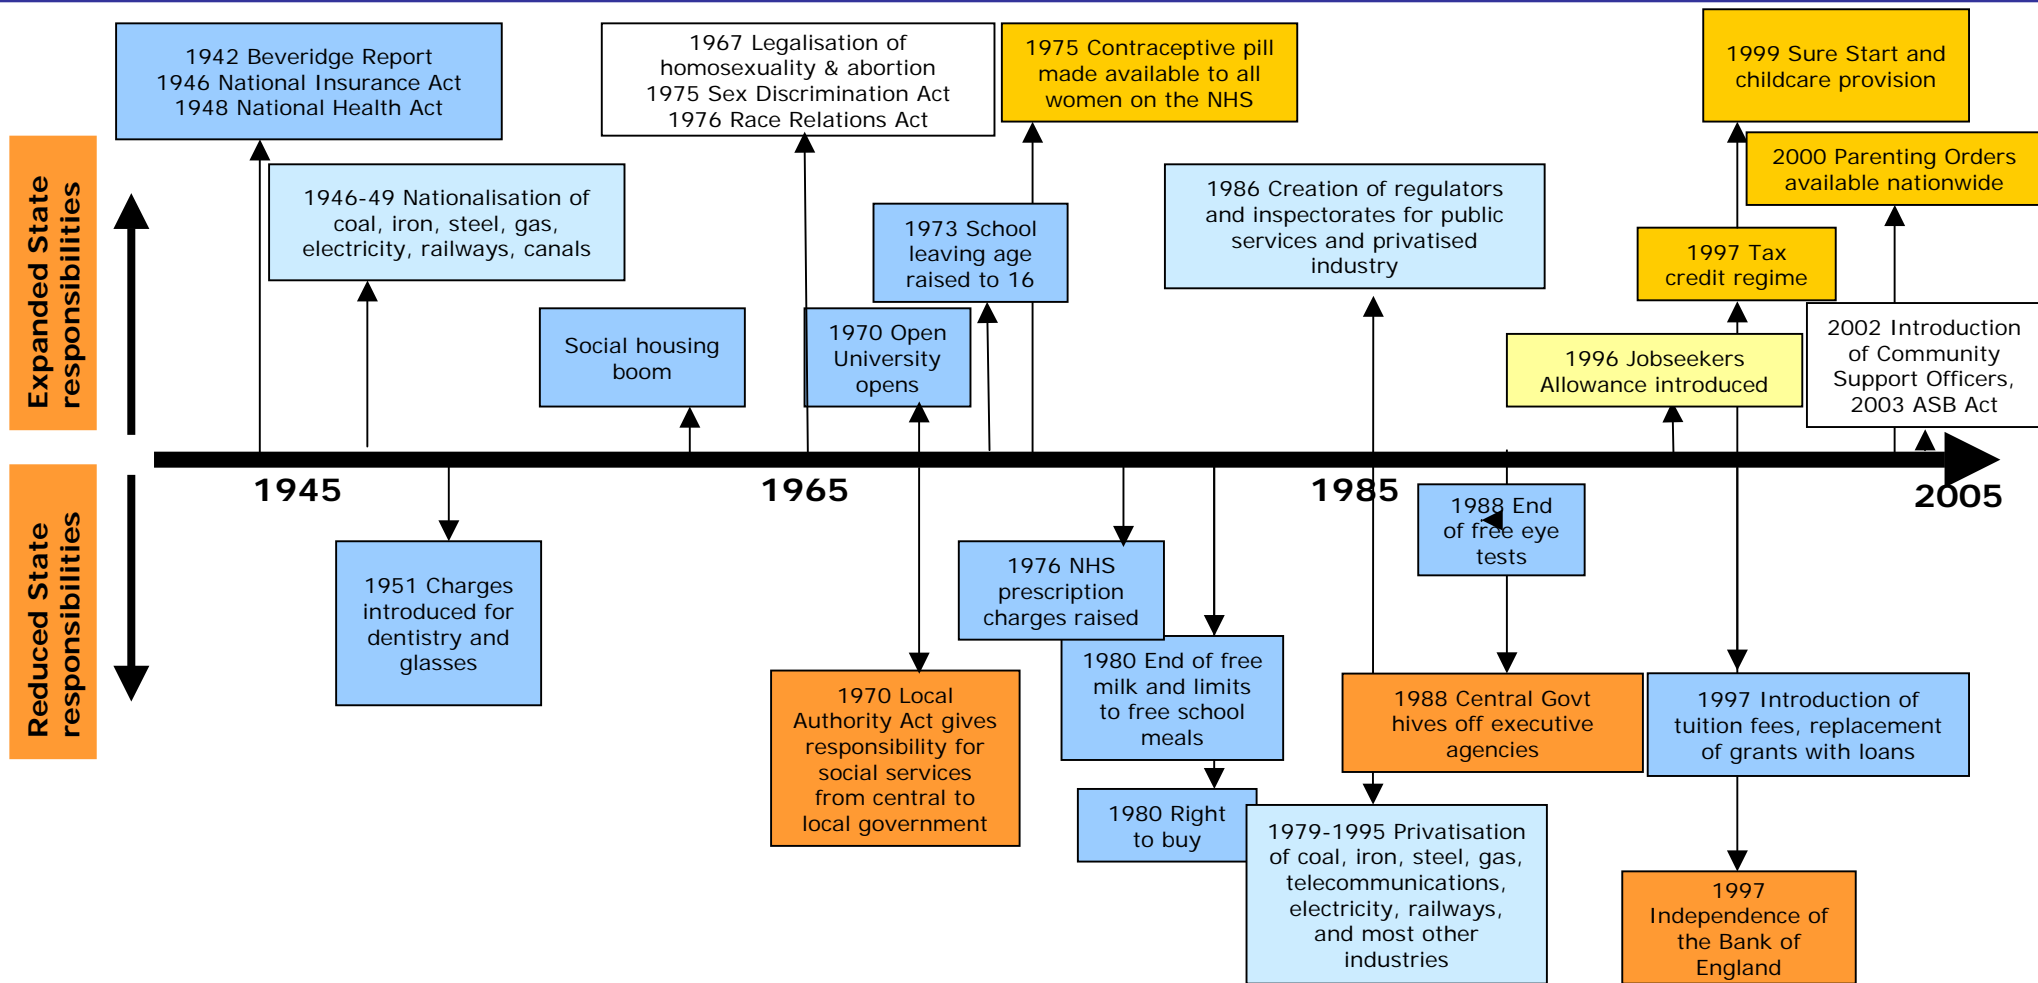 1942 Beveridge Report
1946 National Insurance Act
1948 National Health Act
1967 Legalisation of
homosexuality & abortion
1975 Sex Discrimination Act
1976 Race Relations Act
1975 Contraceptive pill
made available to all
women on the NHS
1999 Sure Start and
childcare provision
Expanded State
responsibilities
1946-49 Nationalisation of
coal, iron, steel, gas,
electricity, railways, canals
1973 School
leaving age
raised to 16
1986 Creation of regulators
and inspectorates for public
services and privatised
industry
2000 Parenting Orders
available nationwide
1997 Tax
credit regime
Social housing
boom
1970 Open
University
opens
1996 Jobseekers
Allowance introduced
2002 Introduction
of Community
Support Officers,
2003 ASB Act
1945
1965
1985
2005
Reduced State
responsibilities
1951 Charges
introduced for
dentistry and
glasses
1970 Local
Authority Act gives
responsibility for
social services
from central to
local government
1976 NHS
prescription
charges raised
1980 End of free
milk and limits
to free school
meals
1980 Right
to buy
1988 End
of free eye
tests
1988 Central Govt
hives off executive
agencies
1979-1995 Privatisation
of coal, iron, steel, gas,
telecommunications,
electricity, railways,
and most other
industries
1997 Introduction of
tuition fees, replacement
of grants with loans
1997
Independence of
the Bank of
England